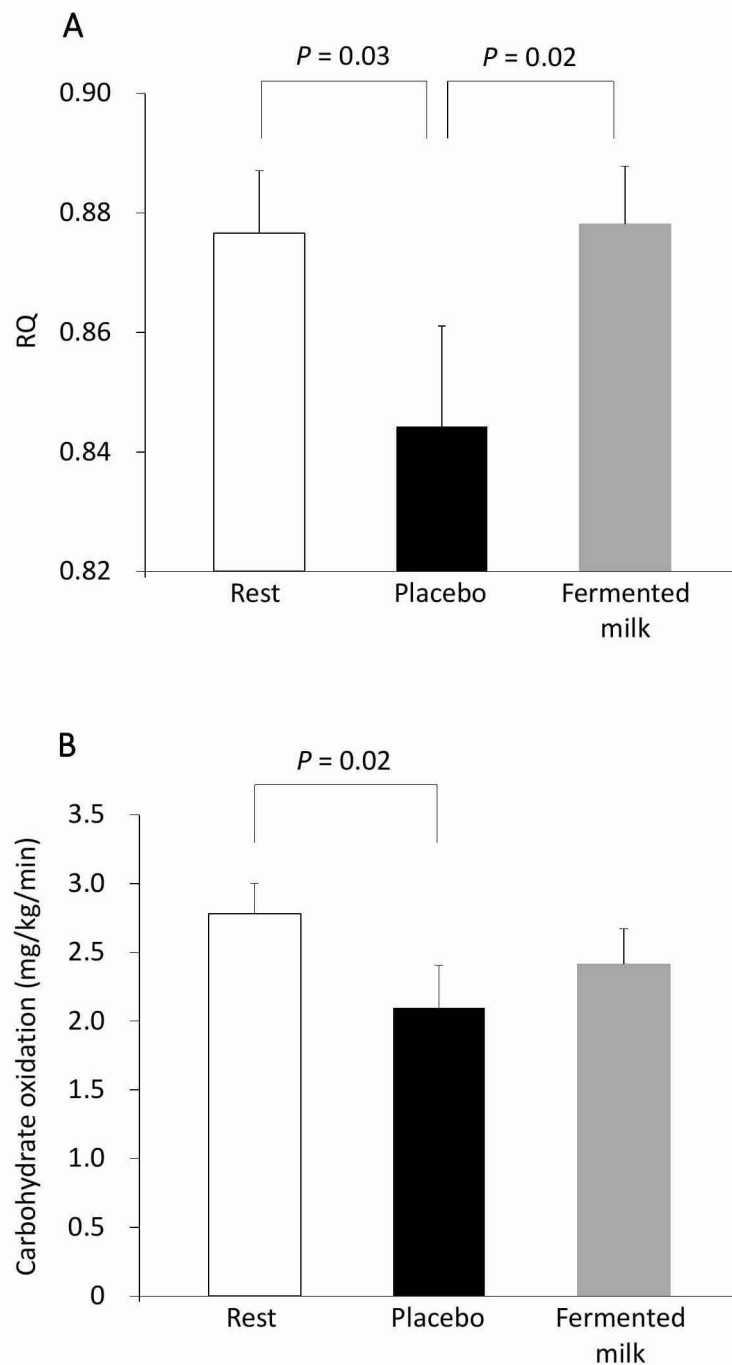 A
P = 0.03
P = 0.02
0.90
0.88
0.86
0.84
0.82
RQ
Rest
Placebo
Fermented
milk
B
P = 0.02
3.5
3.0
2.5
2.0
1.5
1.0
0.5
0
Carbohydrate oxidation (mg/kg/min)
Rest
Placebo
Fermented
milk